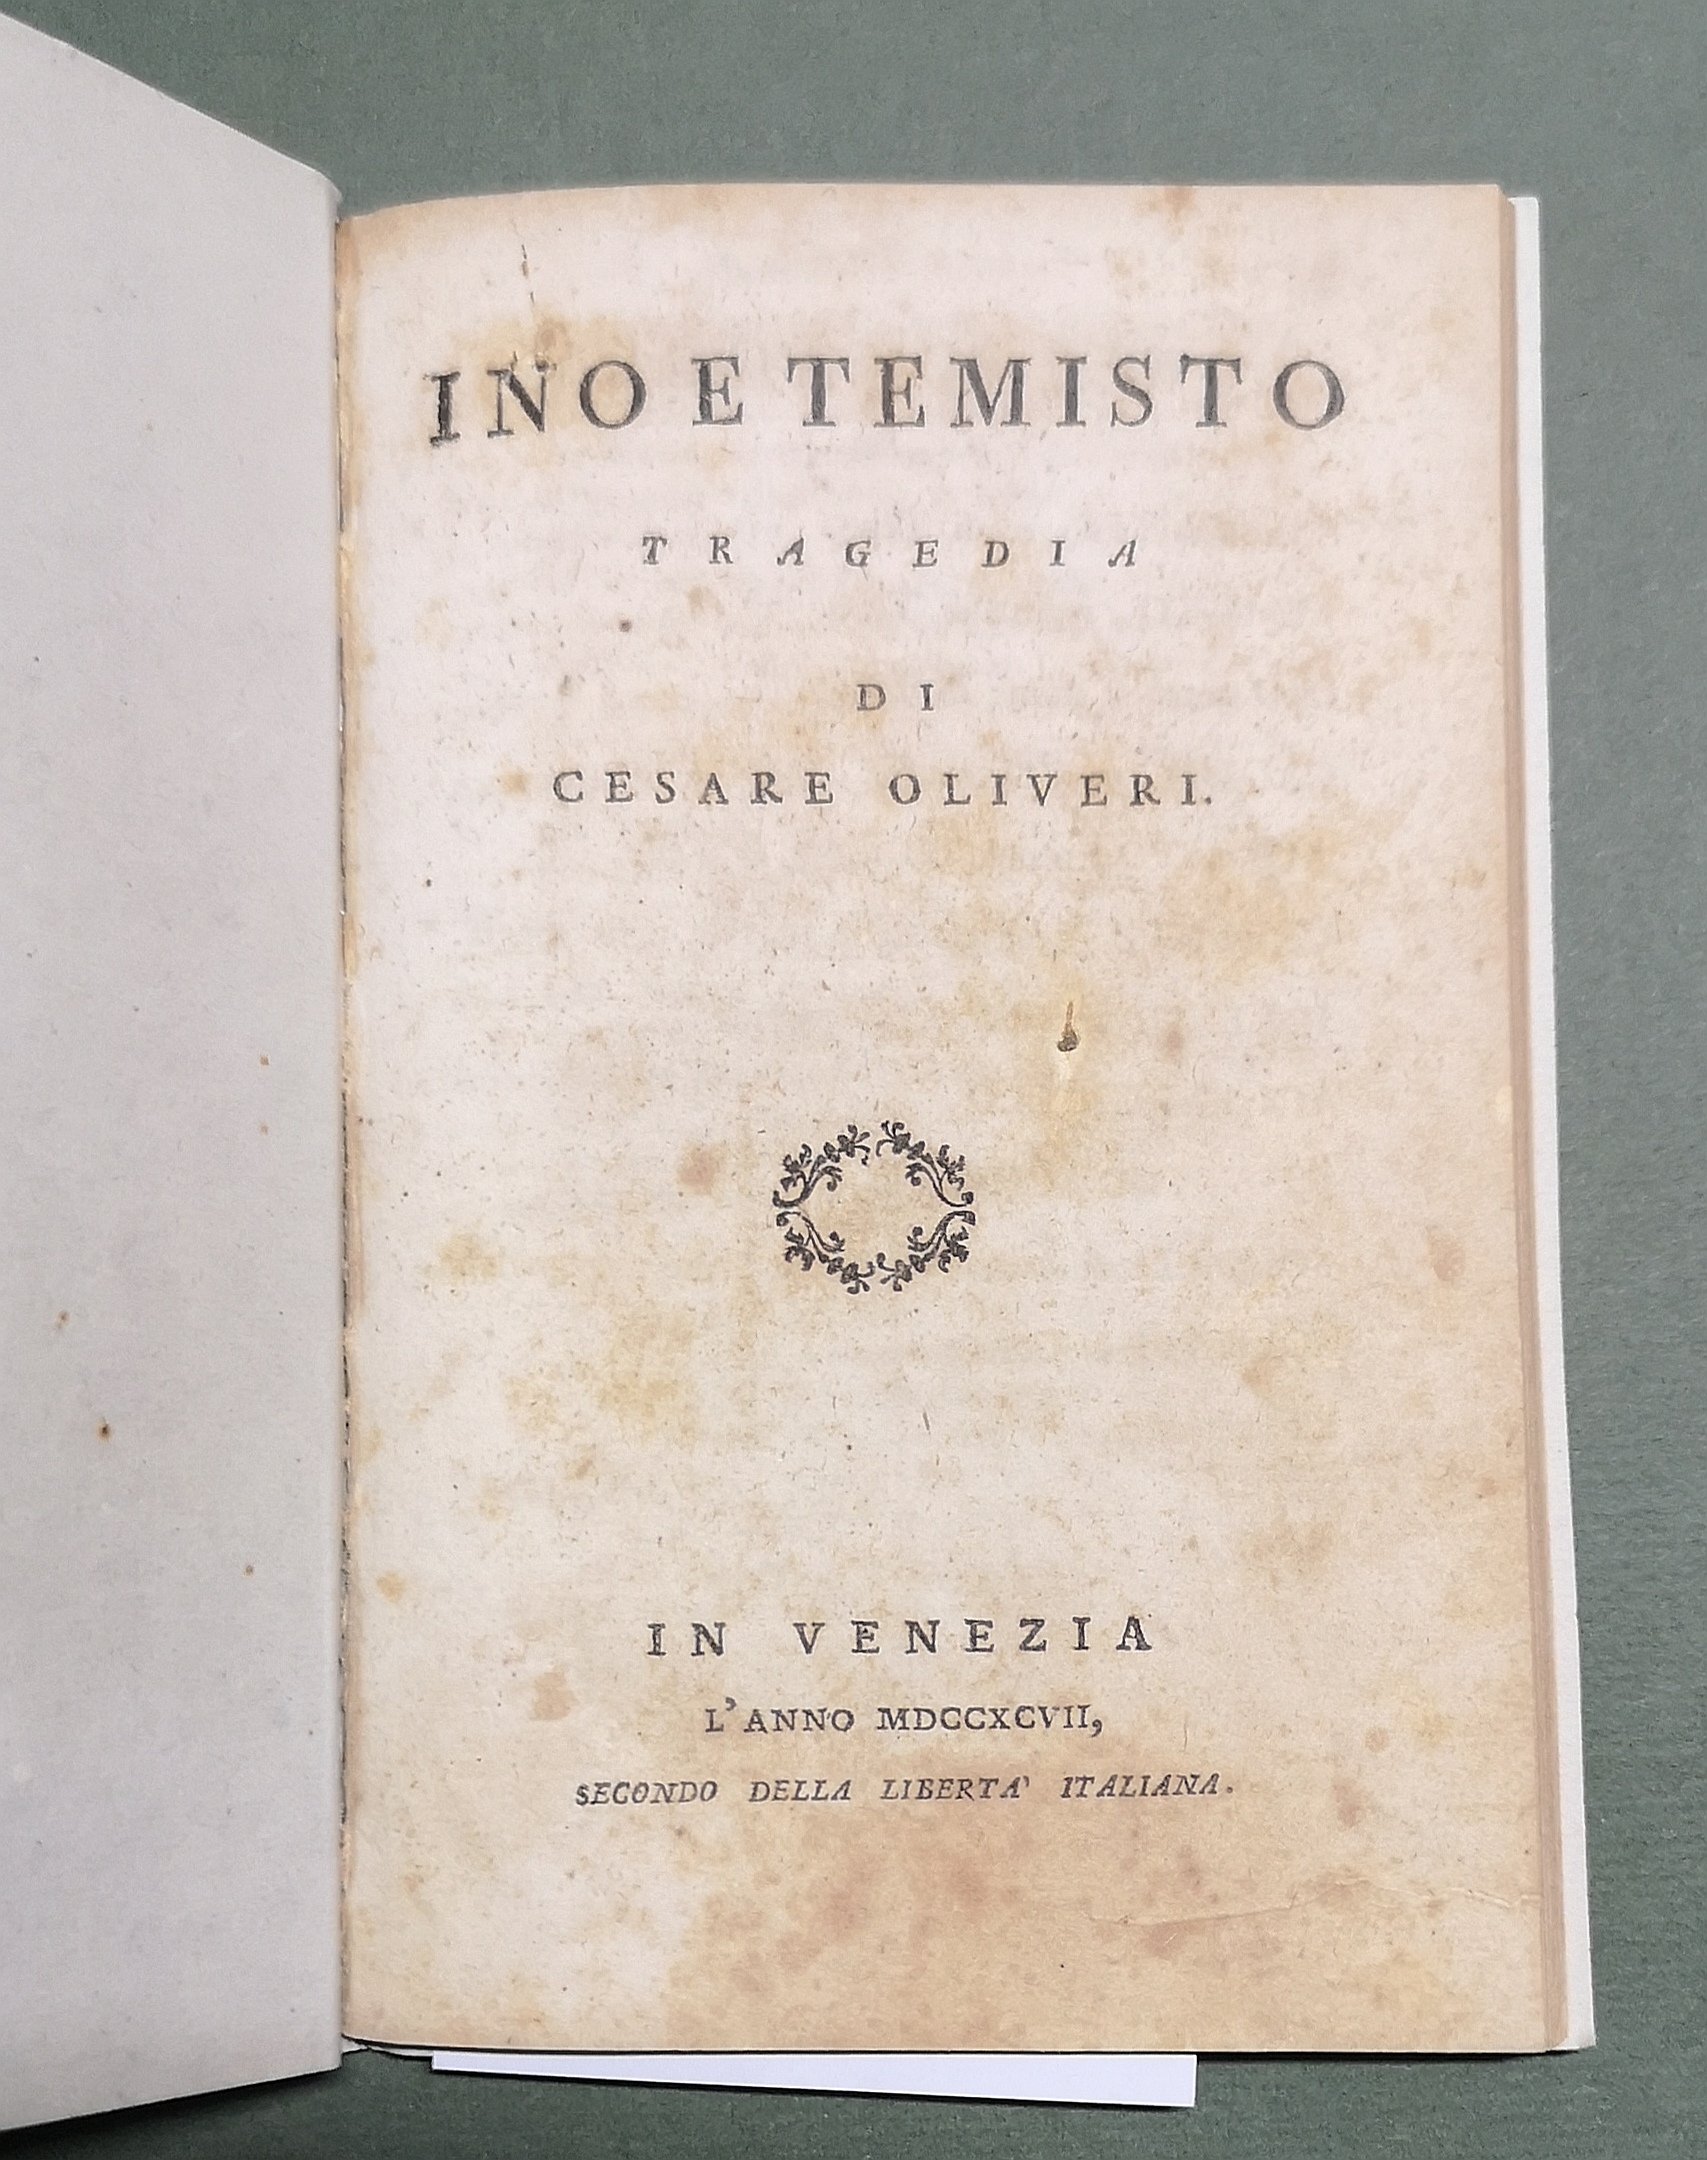 INO E TEMISTO
TRAGEDIA
DI
CESARE OLIVERI.
IN VENEZIA
L'ANNO MDCCXCVII,
SECONDO DELLA LIBERTA' ITALIANA.